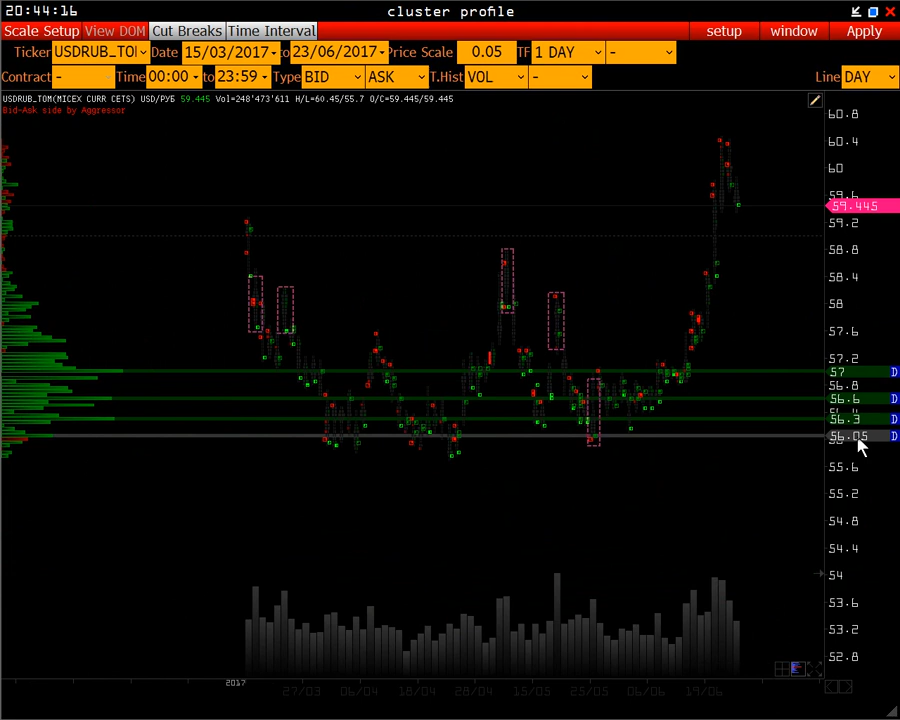 20:44:16 cluster profile
Scale Setup View DOM Cut Breaks Time Interval setup window Apply
Ticker USDRUB_TO Date 15/03/2017 to 23/06/2017 Price Scale 0.05 TF 1 DAY -
Contract - Time 00:00 to 23:59 Type BID ASK T.Hist VOL - Line DAY
USDRUB_TOM(MICEX CURR CETS) USD/РУБ 59.445 Vol=248'473'611 H/L=60.45/55.7 O/C=59.445/59.445
Bid-Ask side by Aggressor
60.8
60.4
60
59.6
59.445
59.2
58.8
58.4
58
57.6
57.2
57 D
56.8
56.6 D
56.3 D
56.05 D
55.6
55.2
54.8
54.4
54
53.6
53.2
52.8
2017
27/03 06/04 18/04 28/04 15/05 25/05 06/06 19/06